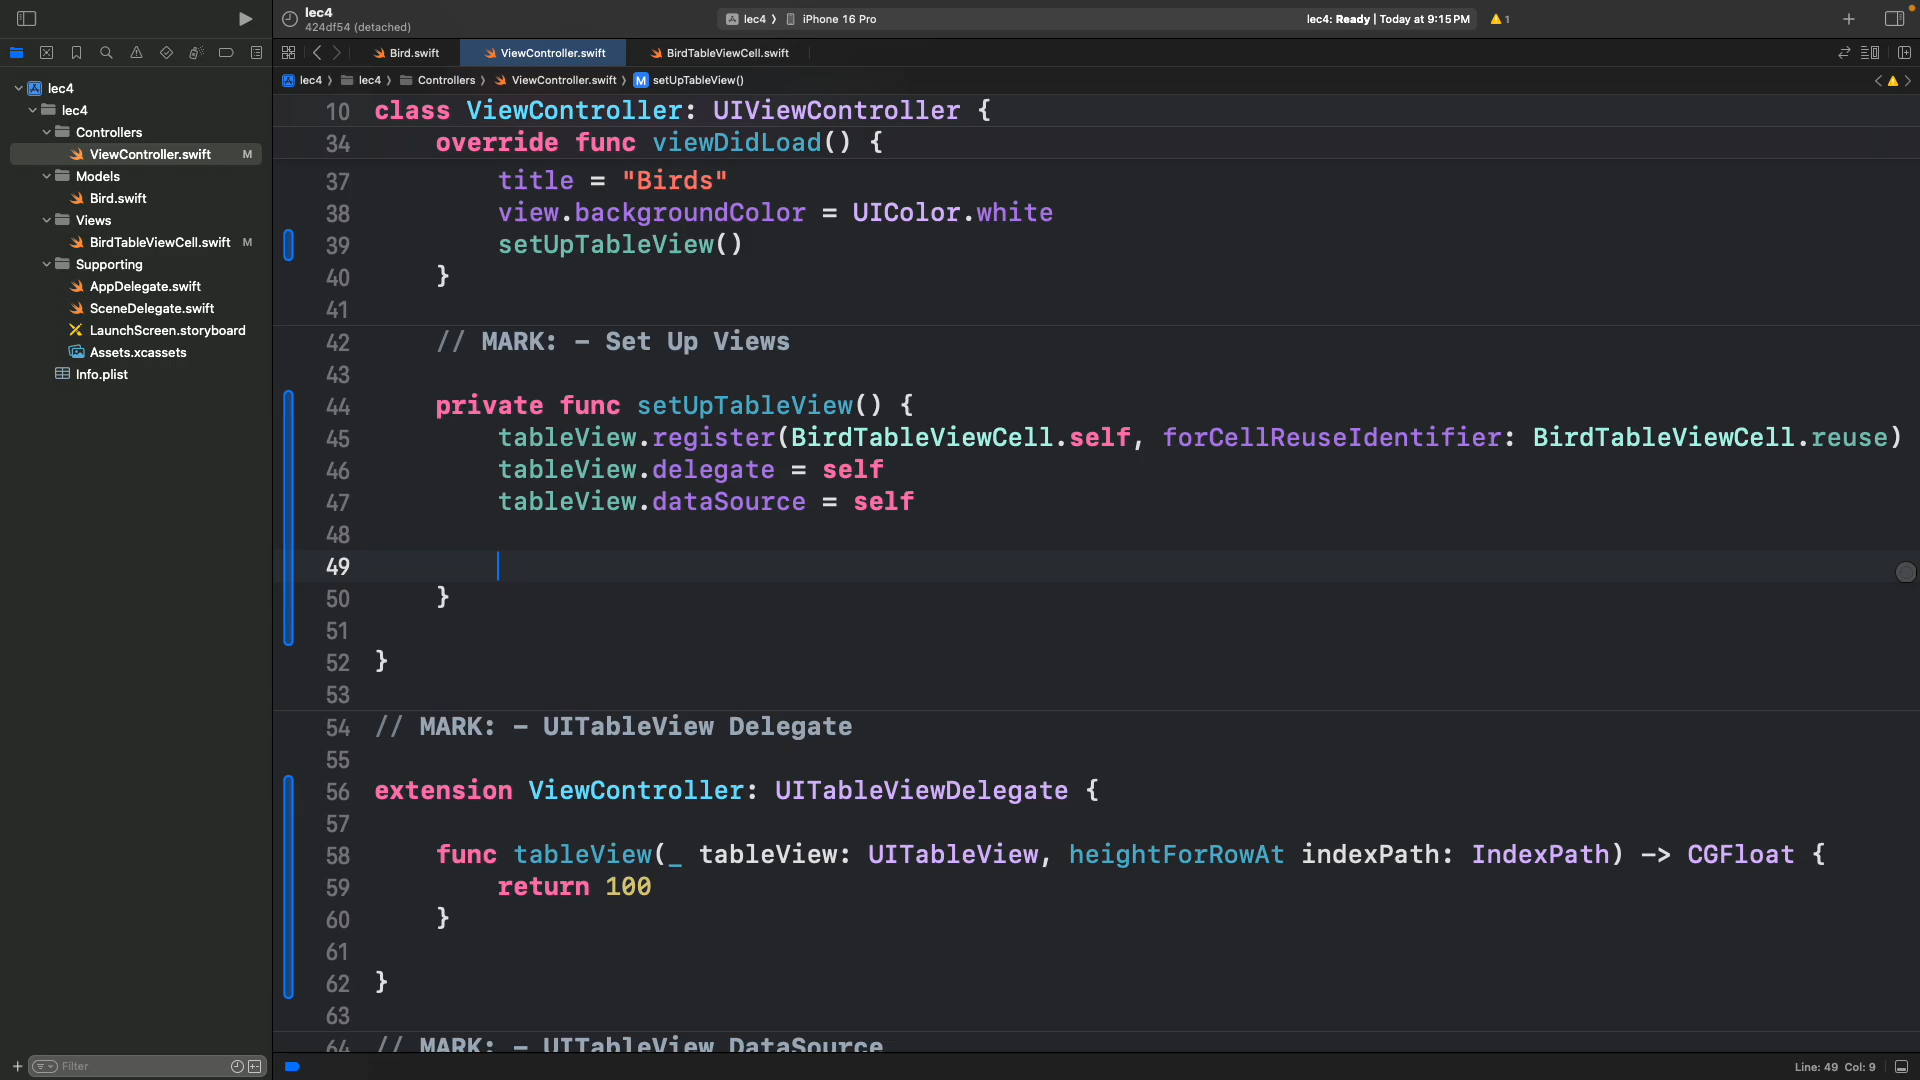 lec4
424df54 (detached)
lec4 › iPhone 16 Pro
lec4: Ready | Today at 9:15 PM
1
Bird.swift
ViewController.swift
BirdTableViewCell.swift
lec4 › lec4 › Controllers › ViewController.swift › M setUpTableView()
lec4
lec4
Controllers
ViewController.swift M
Models
Bird.swift
Views
BirdTableViewCell.swift M
Supporting
AppDelegate.swift
SceneDelegate.swift
LaunchScreen.storyboard
Assets.xcassets
Info.plist
10 class ViewController: UIViewController {
34 override func viewDidLoad() {
37 title = "Birds"
38 view.backgroundColor = UIColor.white
39 setUpTableView()
40 }
41
42 // MARK: - Set Up Views
43
44 private func setUpTableView() {
45 tableView.register(BirdTableViewCell.self, forCellReuseIdentifier: BirdTableViewCell.reuse)
46 tableView.delegate = self
47 tableView.dataSource = self
48
49
50 }
51
52 }
53
54 // MARK: - UITableView Delegate
55
56 extension ViewController: UITableViewDelegate {
57
58 func tableView(_ tableView: UITableView, heightForRowAt indexPath: IndexPath) -> CGFloat {
59 return 100
60 }
61
62 }
63
64 // MARK: - UITableView DataSource
Filter
Line: 49 Col: 9